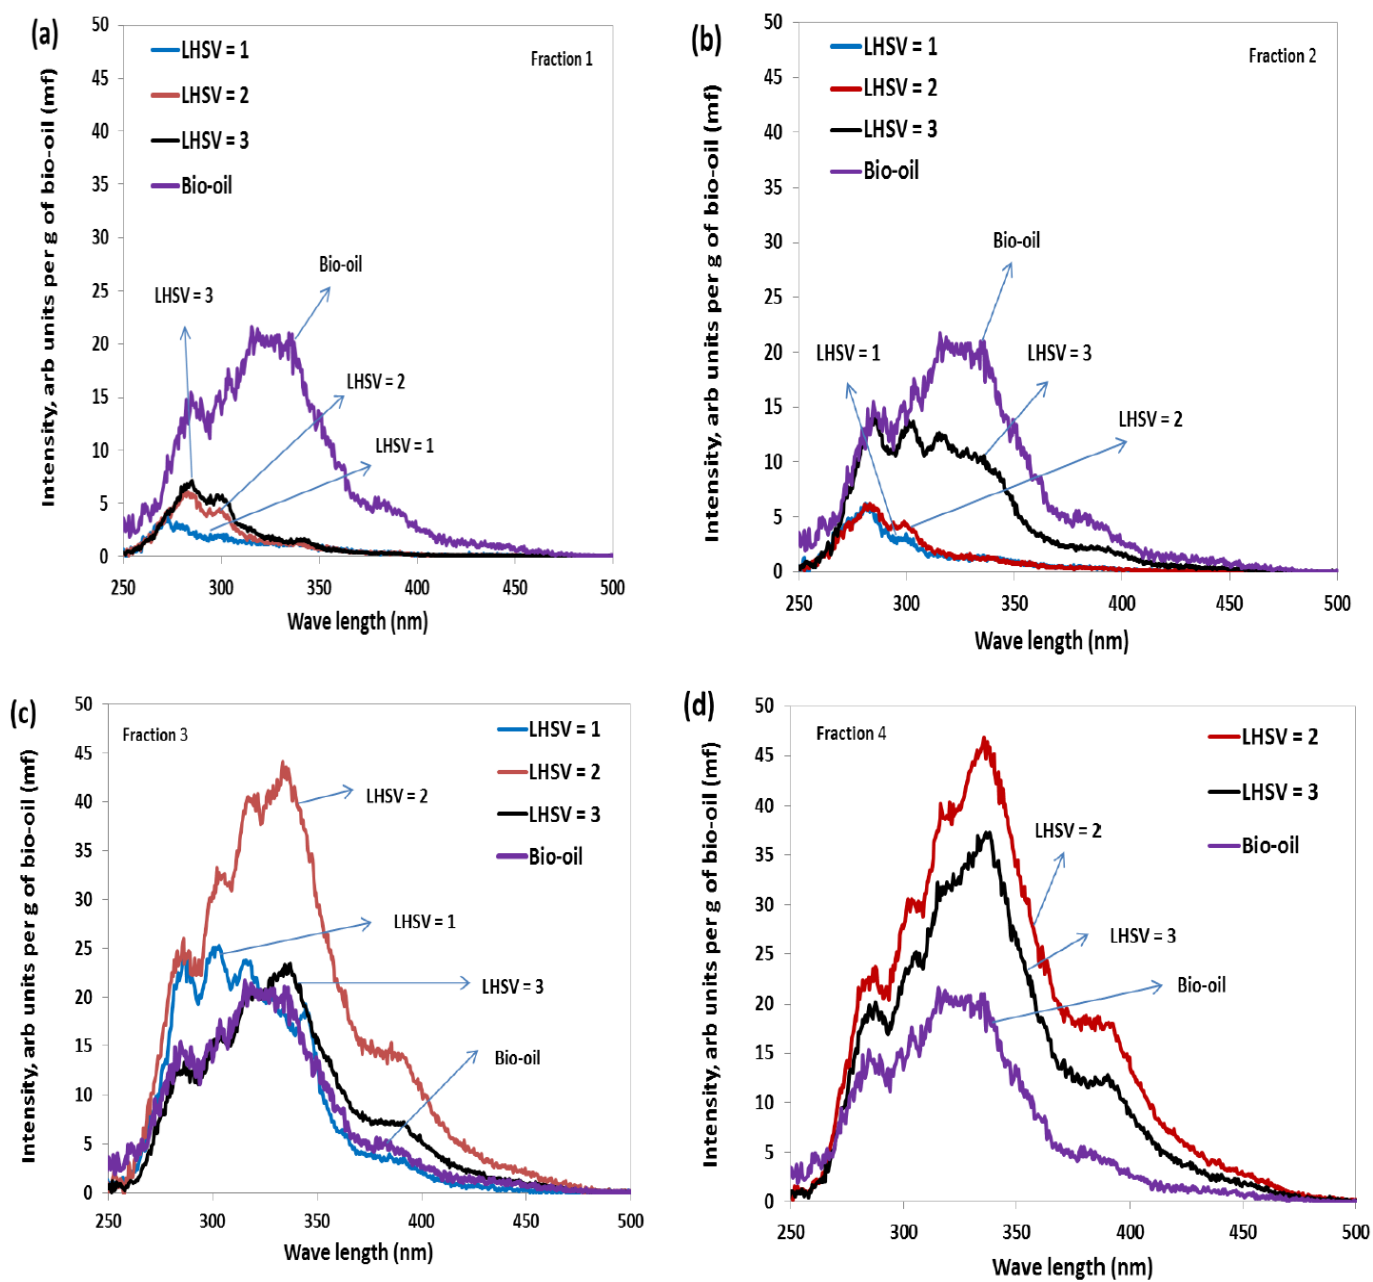 (a)
Intensity, arb units per g of bio-oil (mf)
50
45
40
35
30
25
20
15
10
5
0
LHSV = 1
LHSV = 2
LHSV = 3
Bio-oil
Fraction 1
Bio-oil
LHSV = 3
LHSV = 2
LHSV = 1
250 300 350 400 450 500
Wave length (nm)
(b)
Intensity, arb units per g of bio-oil (mf)
50
45
40
35
30
25
20
15
10
5
0
LHSV = 1
LHSV = 2
LHSV = 3
Bio-oil
Fraction 2
Bio-oil
LHSV = 1
LHSV = 3
LHSV = 2
250 300 350 400 450 500
Wave length (nm)
(c)
Intensity, arb units per g of bio-oil (mf)
50
45
40
35
30
25
20
15
10
5
0
Fraction 3
LHSV = 1
LHSV = 2
LHSV = 3
Bio-oil
LHSV = 2
LHSV = 1
LHSV = 3
Bio-oil
250 300 350 400 450 500
Wave length (nm)
(d)
Intensity, arb units per g of bio-oil (mf)
50
45
40
35
30
25
20
15
10
5
0
Fraction 4
LHSV = 2
LHSV = 3
Bio-oil
LHSV = 2
LHSV = 3
Bio-oil
250 300 350 400 450 500
Wave length (nm)